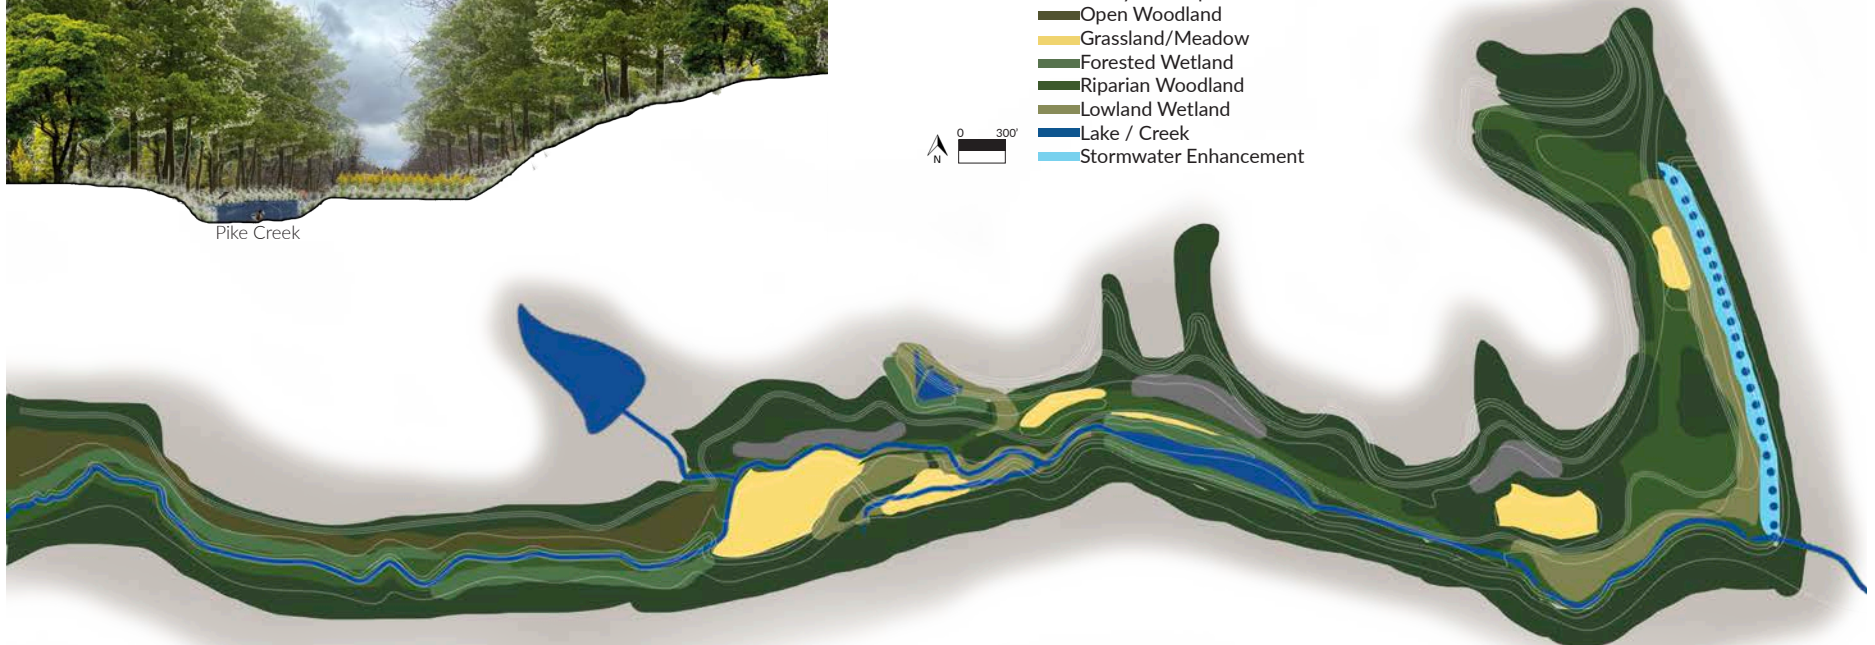 Open Woodland
Grassland/Meadow
Forested Wetland
Riparian Woodland
Lowland Wetland
Lake / Creek
Stormwater Enhancement
0 300'
N
Pike Creek